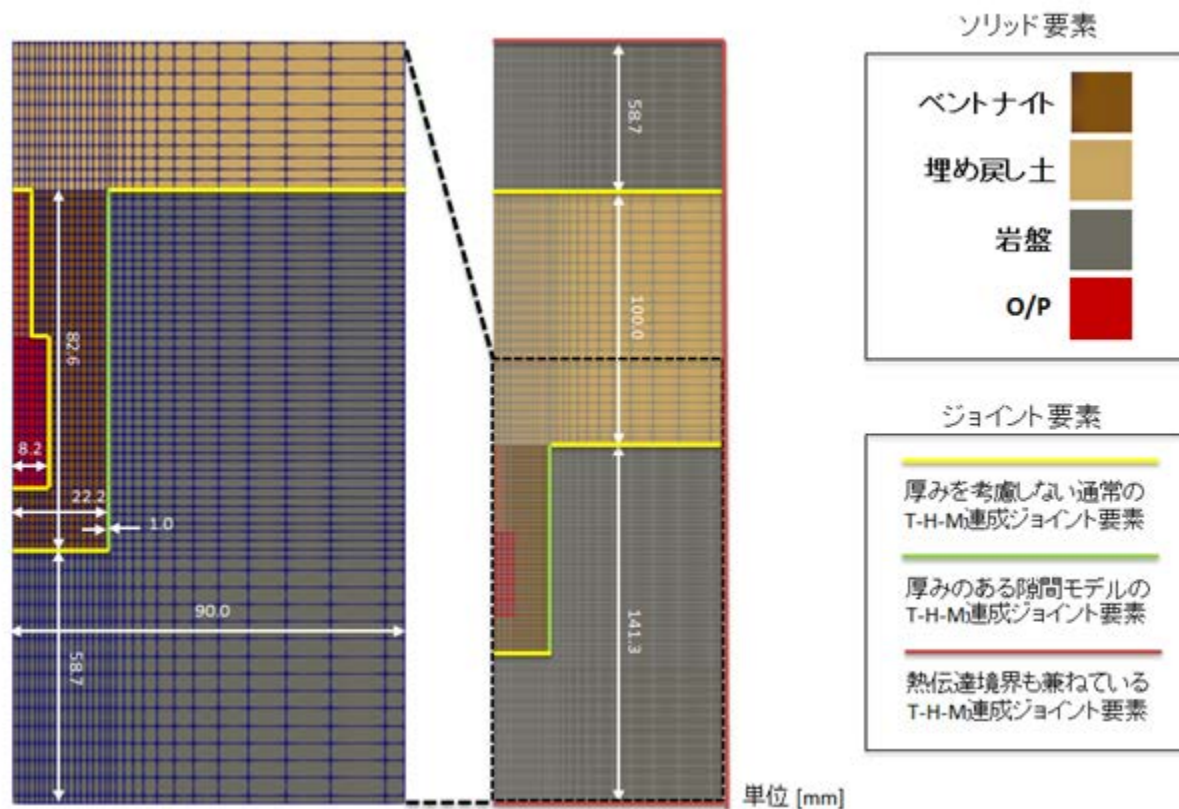 82.6
8.2
22.2
1.0
90.0
58.7
58.7
100.0
141.3
単位 [mm]
ソリッド要素
ベントナイト
埋め戻し土
岩盤
O/P
ジョイント要素
厚みを考慮しない通常の
T-H-M連成ジョイント要素
厚みのある隙間モデルの
T-H-M連成ジョイント要素
熱伝達境界も兼ねている
T-H-M連成ジョイント要素